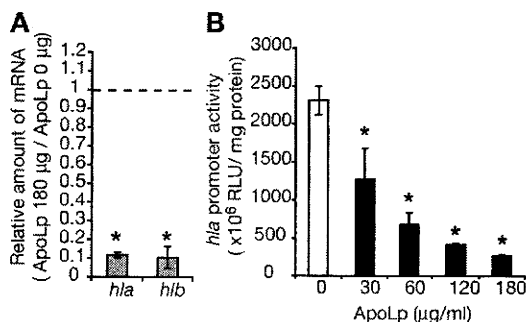 A
Relative amount of mRNA
( ApoLp 180 µg / ApoLp 0 µg)
1.2
1.1
1
0.9
0.8
0.7
0.6
0.5
0.4
0.3
0.2
0.1
0
* *
hla hlb
B
hla promoter activity
( x10⁶ RLU/ mg protein)
3000
2500
2000
1500
1000
500
0
* * * *
0 30 60 120 180
ApoLp (µg/ml)